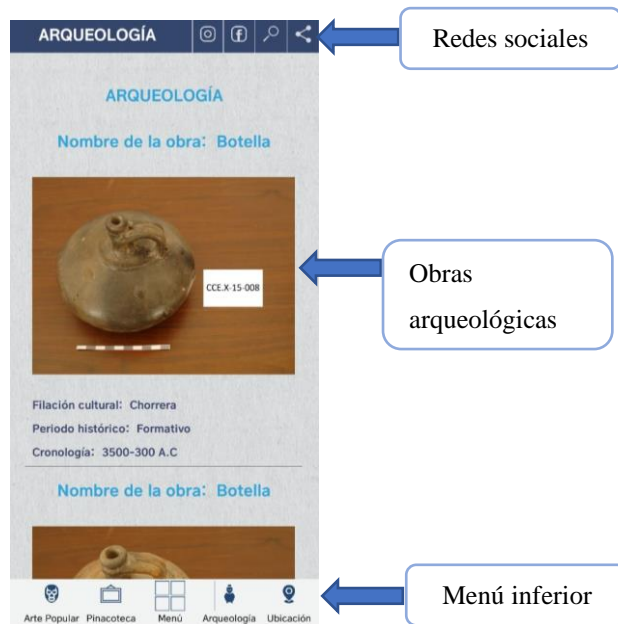 ARQUEOLOGÍA
Redes sociales
ARQUEOLOGÍA
Nombre de la obra: Botella
CCE.X-15-008
Obras
arqueológicas
Filación cultural: Chorrera
Periodo histórico: Formativo
Cronología: 3500-300 A.C
Nombre de la obra: Botella
Arte Popular Pinacoteca Menú Arqueología Ubicación
Menú inferior